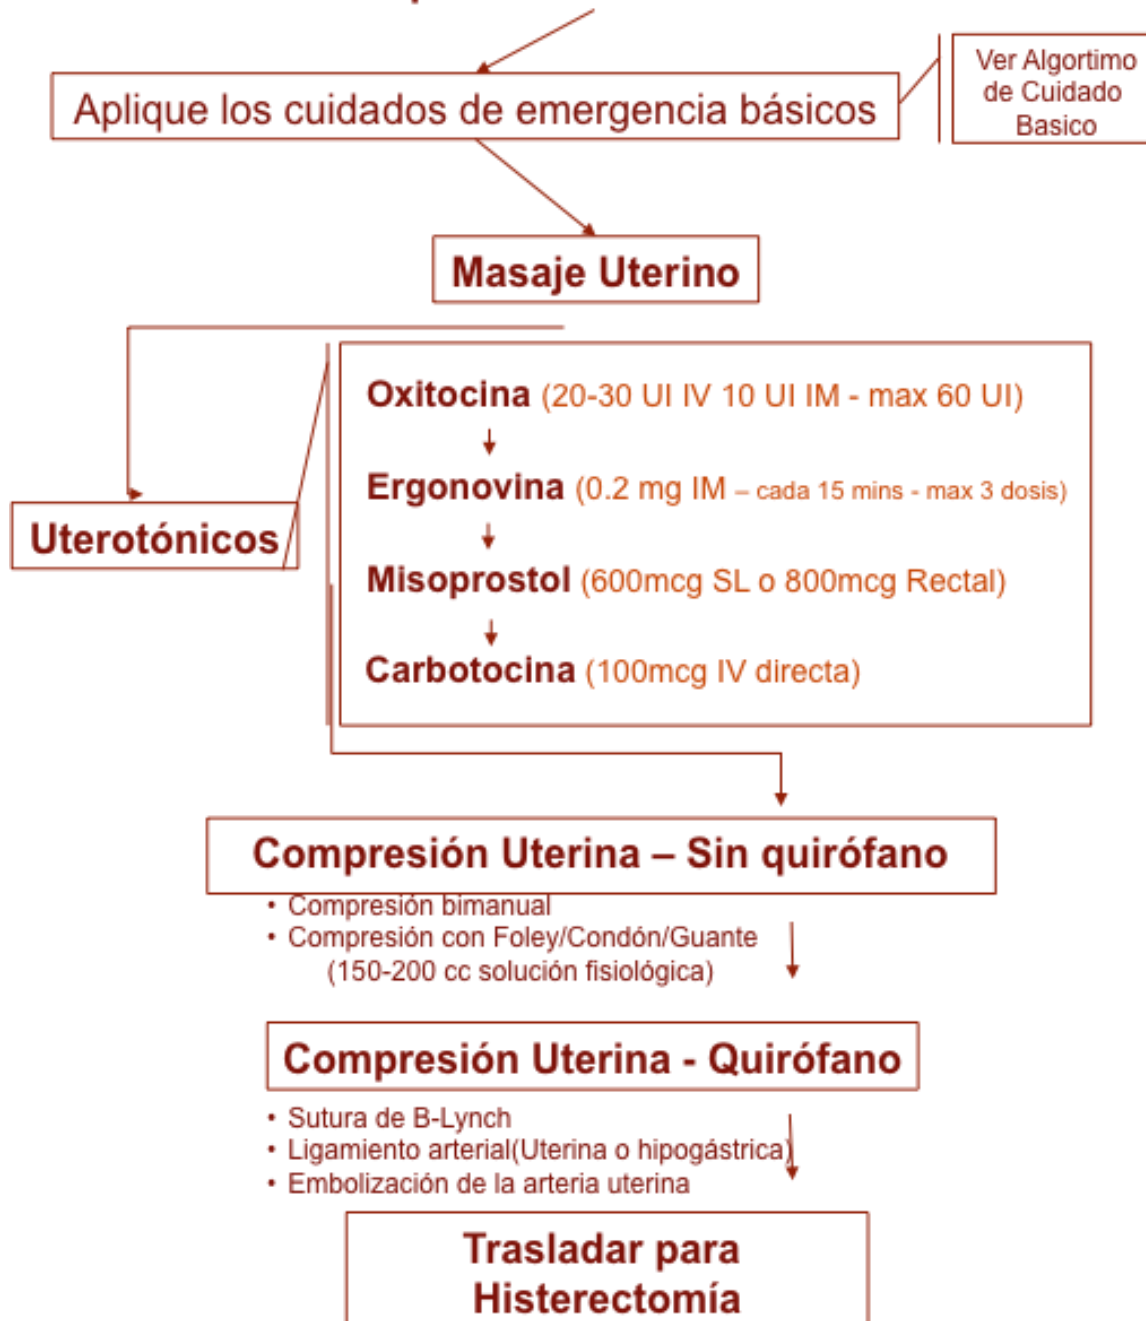 Aplique los cuidados de emergencia básicos
Ver Algortimo
de Cuidado
Basico
Masaje Uterino
Uterotónicos
Oxitocina (20-30 UI IV 10 UI IM - max 60 UI)
Ergonovina (0.2 mg IM – cada 15 mins - max 3 dosis)
Misoprostol (600mcg SL o 800mcg Rectal)
Carbotocina (100mcg IV directa)
Compresión Uterina – Sin quirófano
• Compresión bimanual
• Compresión con Foley/Condón/Guante
(150-200 cc solución fisiológica)
Compresión Uterina - Quirófano
• Sutura de B-Lynch
• Ligamiento arterial(Uterina o hipogástrica)
• Embolización de la arteria uterina
Trasladar para
Histerectomía